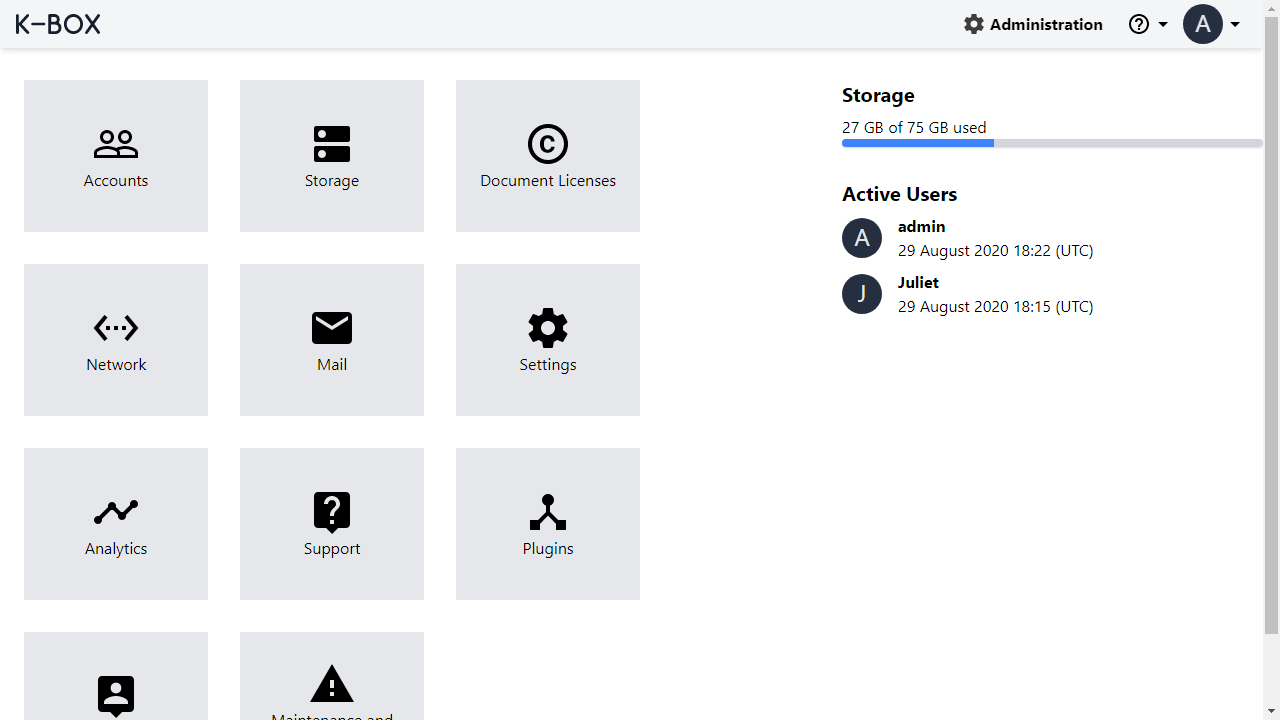 K-BOX
Administration
A
Accounts
Storage
Document Licenses
Network
Mail
Settings
Analytics
Support
Plugins
Maintenance and
Storage
27 GB of 75 GB used
Active Users
A
admin
29 August 2020 18:22 (UTC)
J
Juliet
29 August 2020 18:15 (UTC)